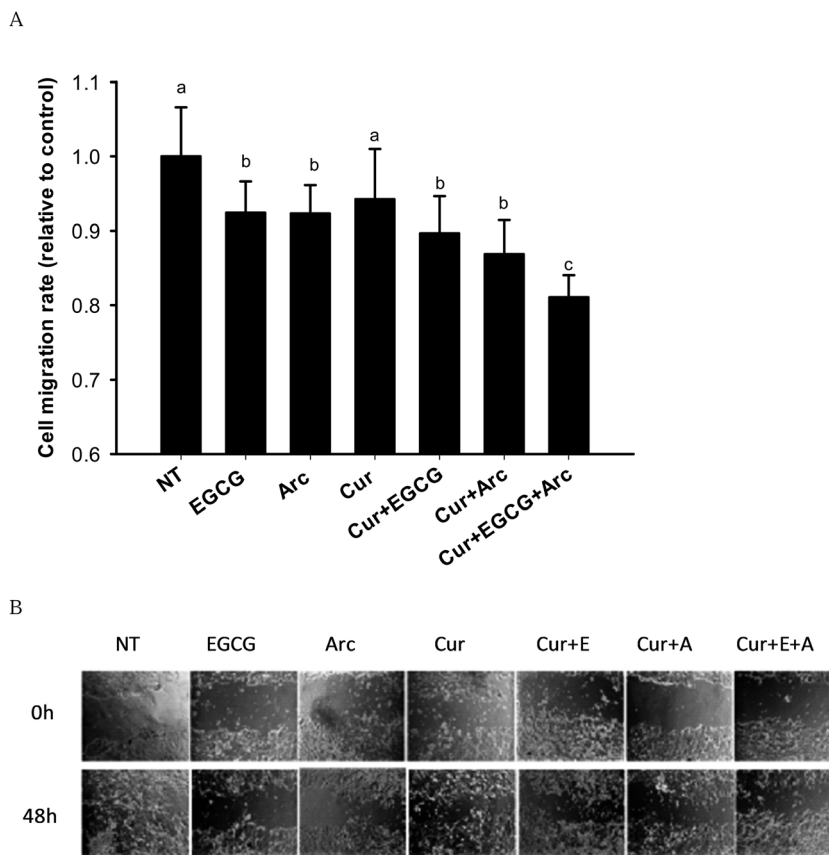 A
Cell migration rate (relative to control)
1.1
1.0
0.9
0.8
0.7
0.6
a
b
b
a
b
b
c
NT
EGCG
Arc
Cur
Cur+EGCG
Cur+Arc
Cur+EGCG+Arc
B
NT EGCG Arc Cur Cur+E Cur+A Cur+E+A
0h
48h